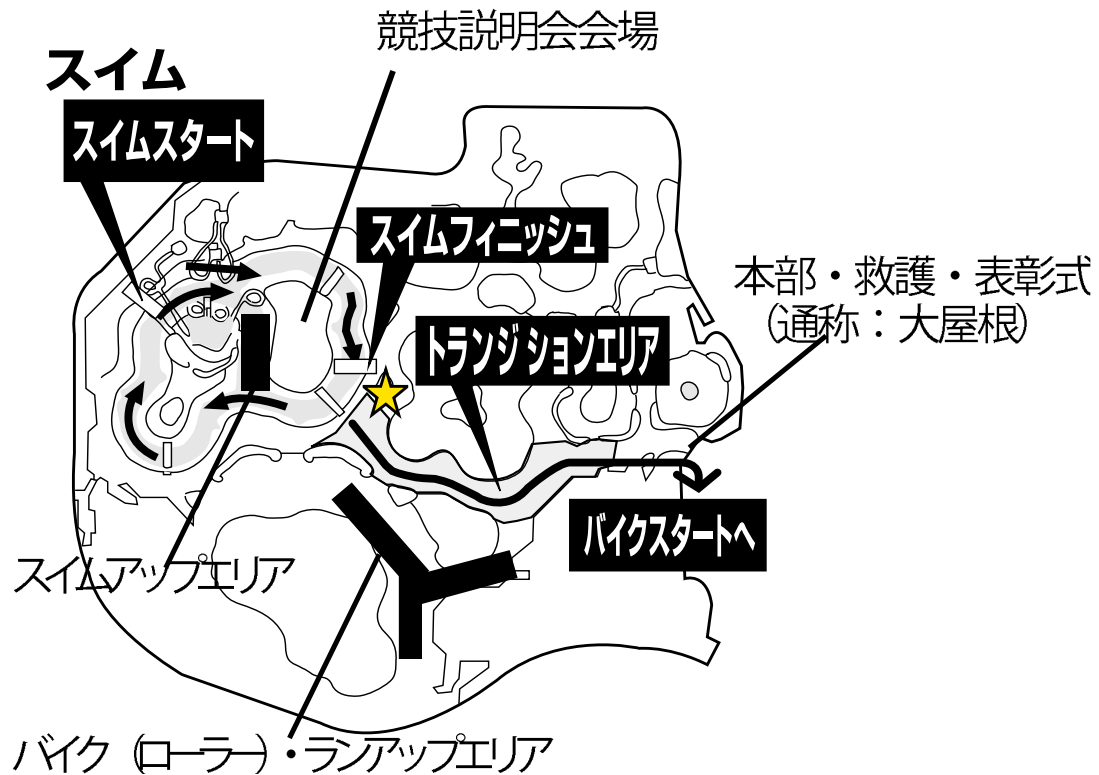 競技説明会会場
スイム
スイムスタート
スイムフィニッシュ
本部・救護・表彰式
（通称：大屋根）
トランジションエリア
バイクスタートへ
スイムアップエリア
バイク（ローラー）・ランアップエリア